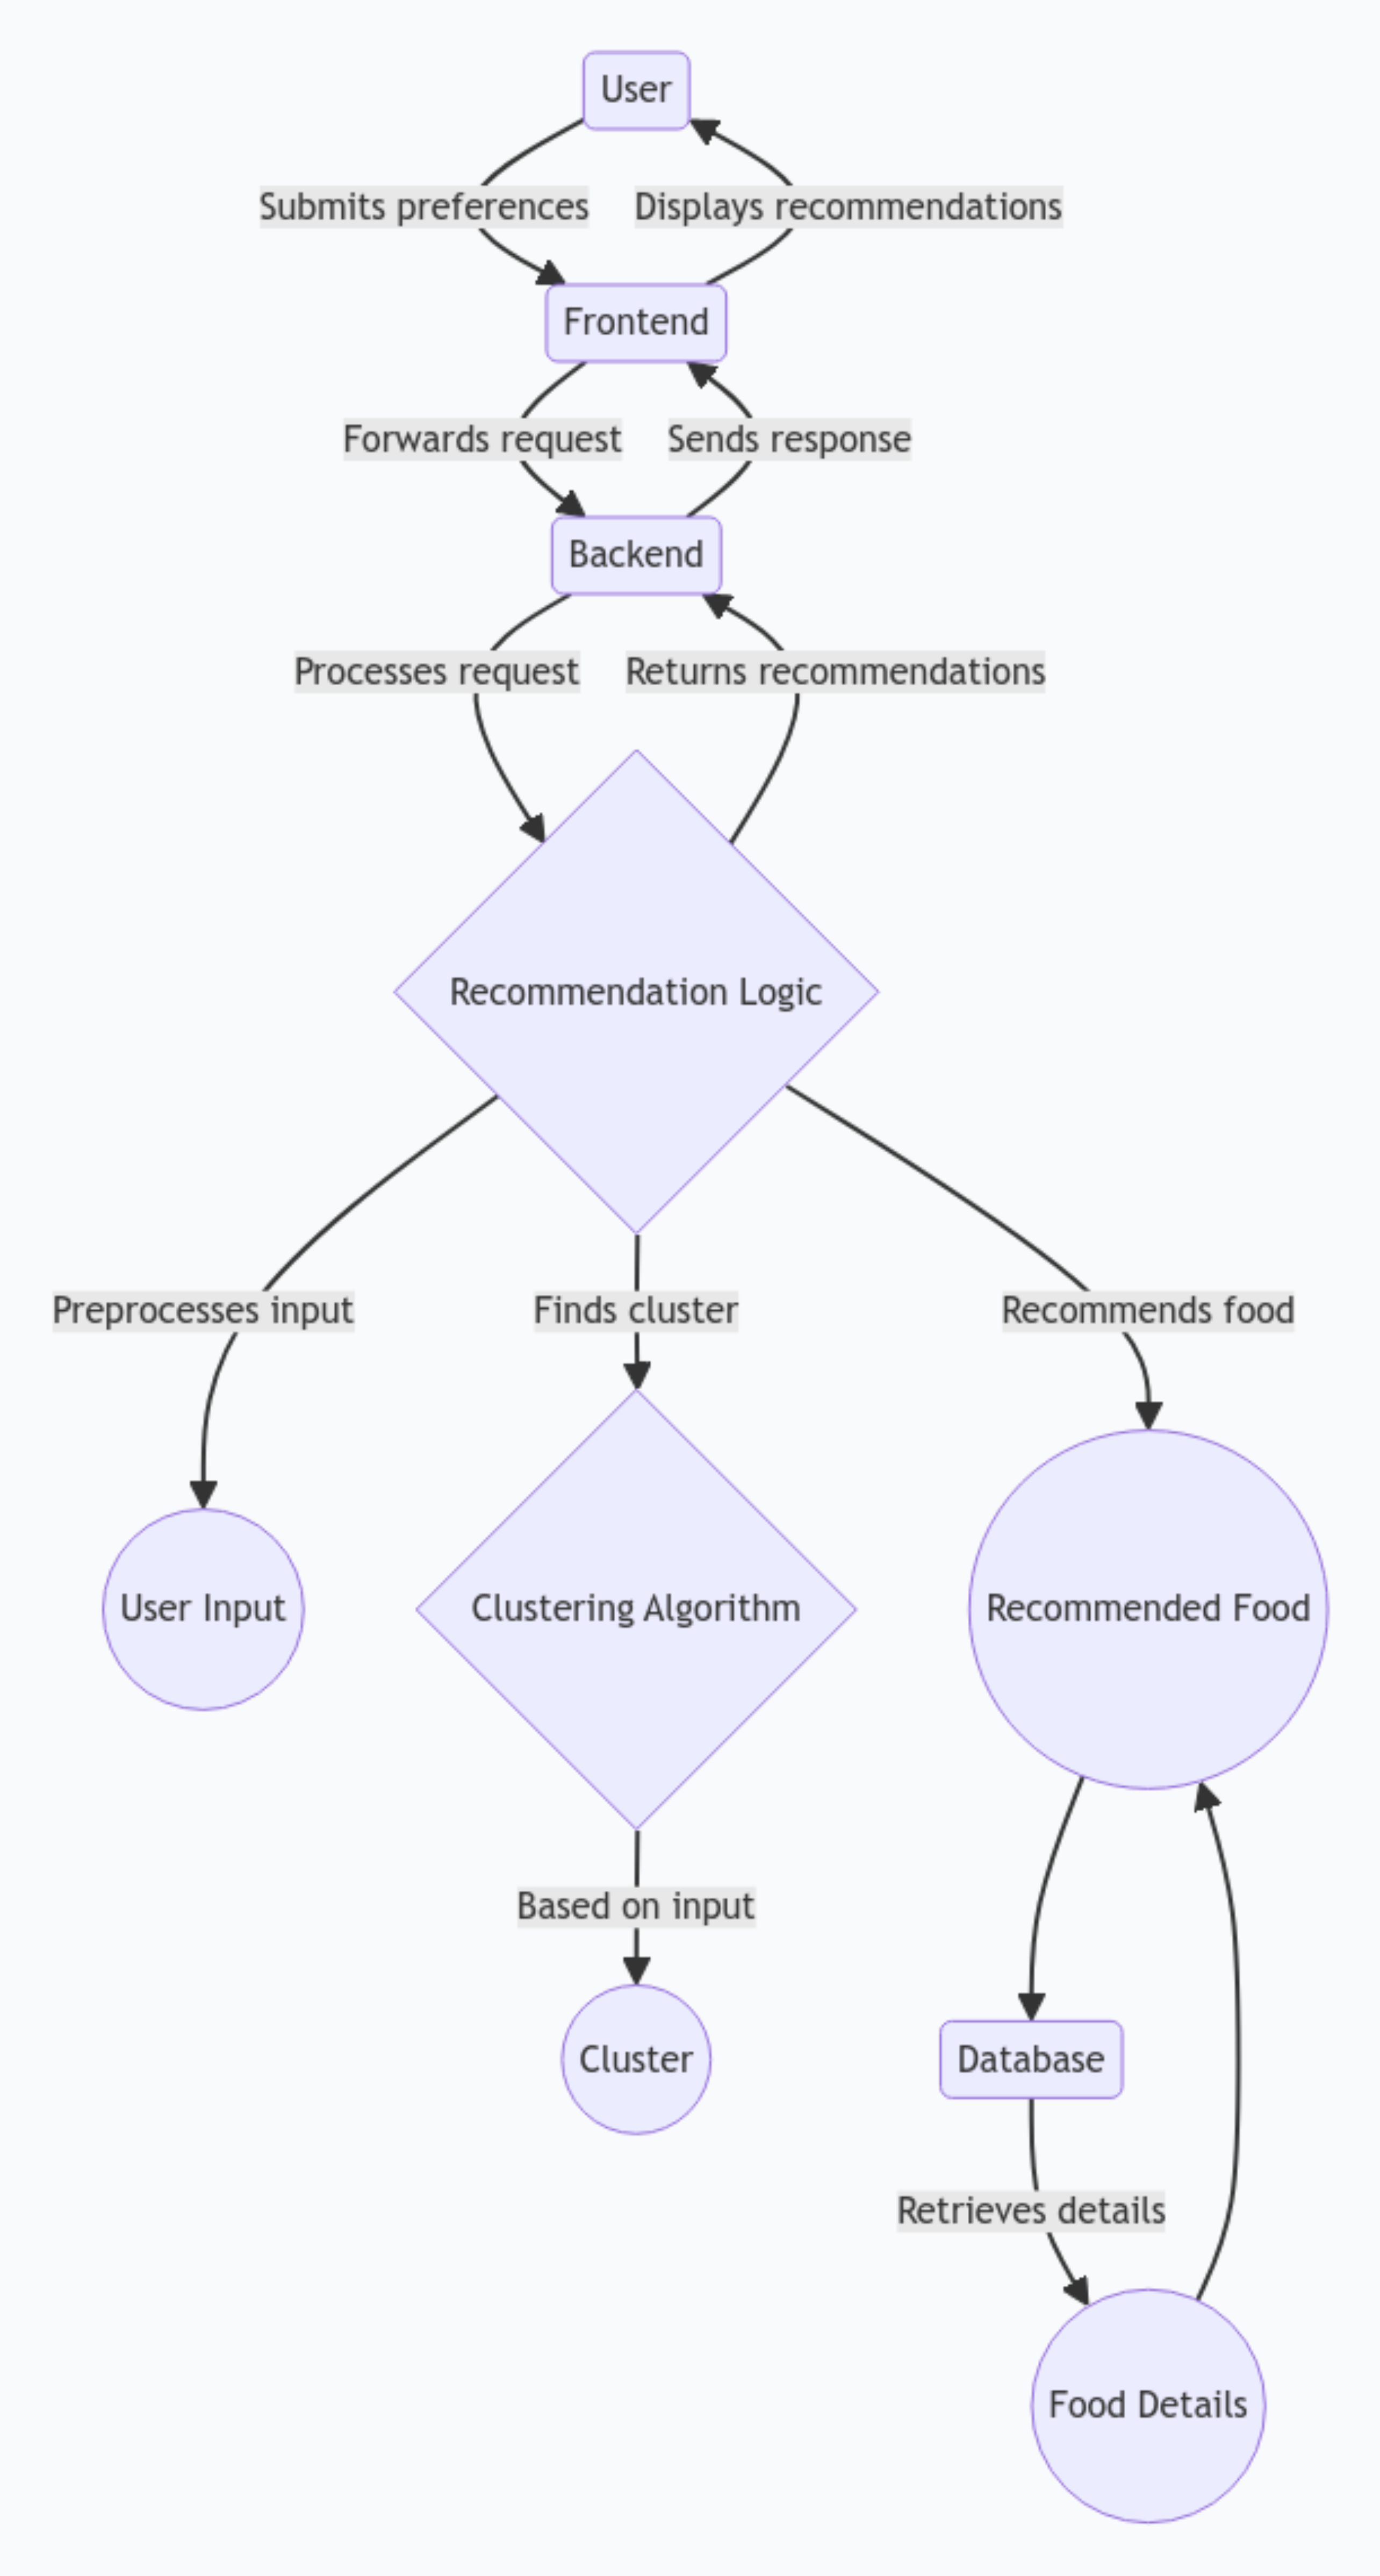 User
Submits preferences
Displays recommendations
Frontend
Forwards request
Sends response
Backend
Processes request
Returns recommendations
Recommendation Logic
Preprocesses input
Finds cluster
Recommends food
User Input
Clustering Algorithm
Recommended Food
Based on input
Cluster
Database
Retrieves details
Food Details